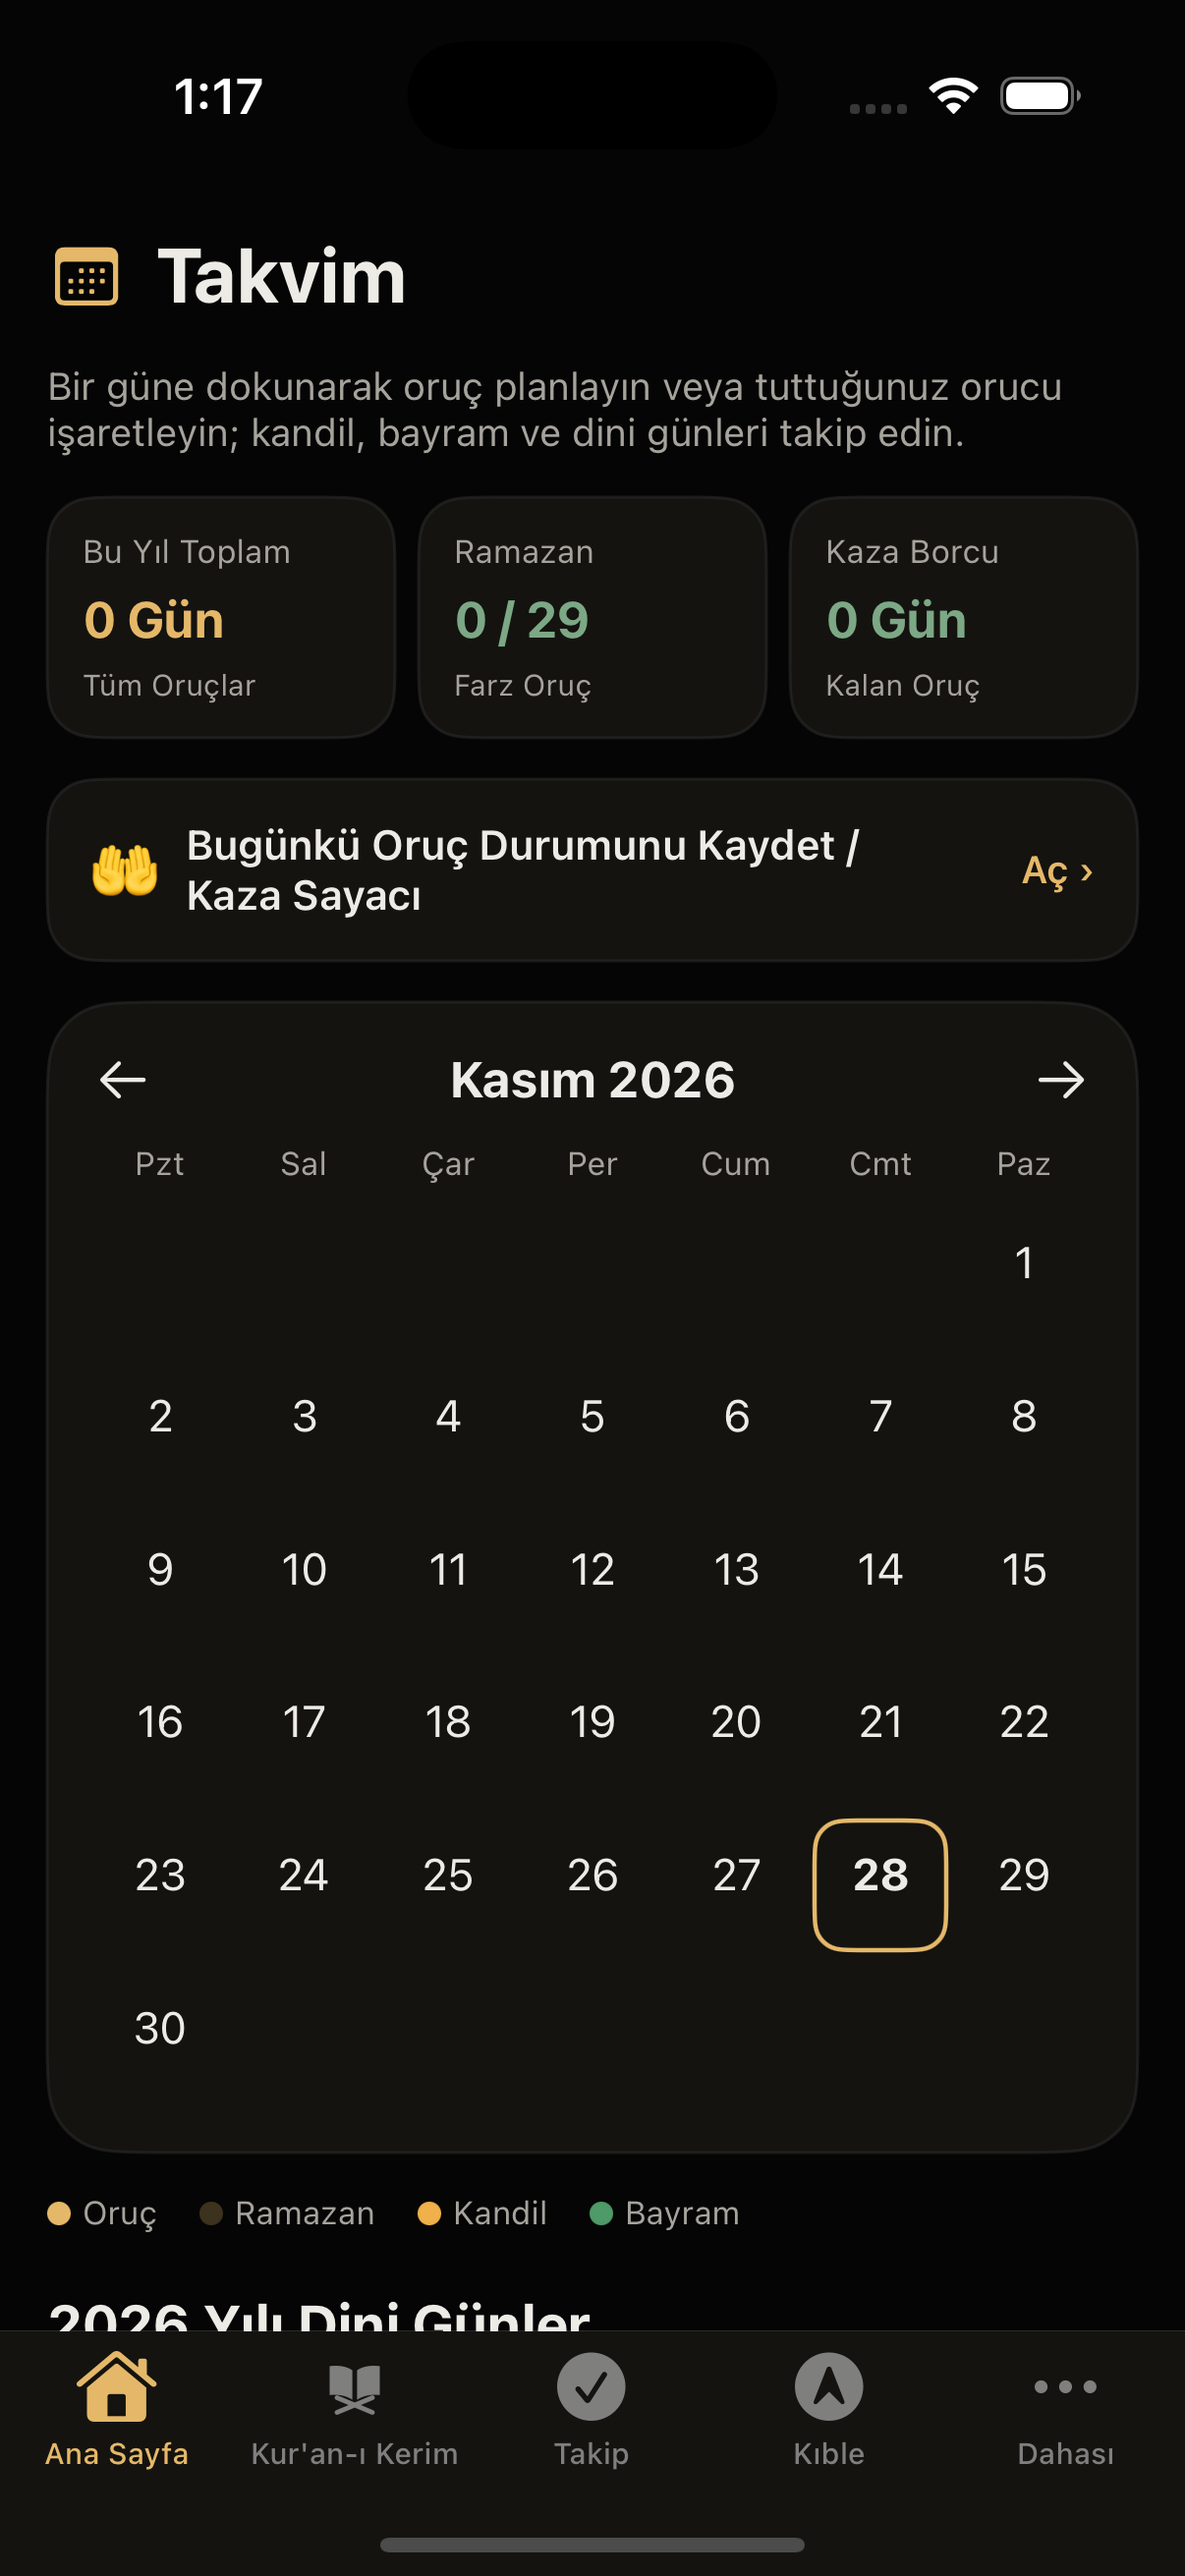 1:17
Takvim
Bir güne dokunarak oruç planlayın veya tuttuğunuz orucu
işaretleyin; kandil, bayram ve dini günleri takip edin.
Bu Yıl Toplam
0 Gün
Tüm Oruçlar
Ramazan
0 / 29
Farz Oruç
Kaza Borcu
0 Gün
Kalan Oruç
Bugünkü Oruç Durumunu Kaydet /
Kaza Sayacı
Aç ›
Kasım 2026
Pzt Sal Çar Per Cum Cmt Paz
1
2 3 4 5 6 7 8
9 10 11 12 13 14 15
16 17 18 19 20 21 22
23 24 25 26 27 28 29
30
Oruç Ramazan Kandil Bayram
2026 Yılı Dini Günler
Ana Sayfa Kur'an-ı Kerim Takip Kıble Dahası